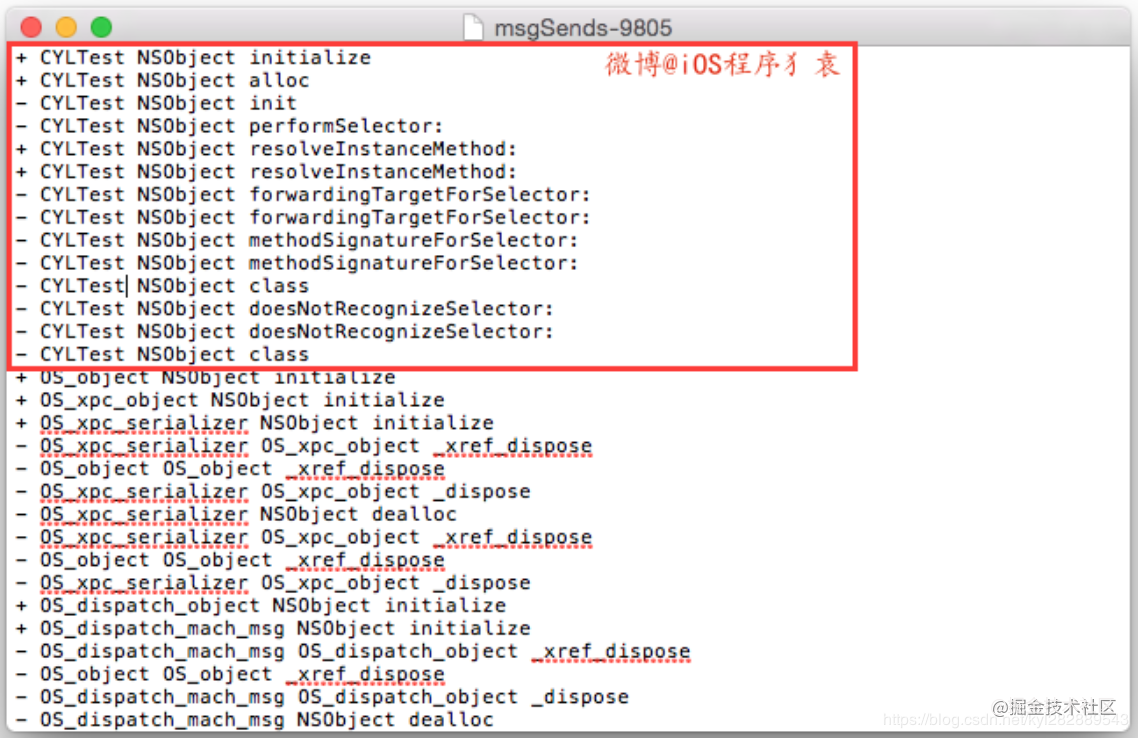 msgSends-9805
+ CYLTest NSObject initialize
微博@iOS程序犭袁
+ CYLTest NSObject alloc
- CYLTest NSObject init
- CYLTest NSObject performSelector:
+ CYLTest NSObject resolveInstanceMethod:
+ CYLTest NSObject resolveInstanceMethod:
- CYLTest NSObject forwardingTargetForSelector:
- CYLTest NSObject forwardingTargetForSelector:
- CYLTest NSObject methodSignatureForSelector:
- CYLTest NSObject methodSignatureForSelector:
- CYLTest NSObject class
- CYLTest NSObject doesNotRecognizeSelector:
- CYLTest NSObject doesNotRecognizeSelector:
- CYLTest NSObject class
+ OS_object NSObject initialize
+ OS_xpc_object NSObject initialize
+ OS_xpc_serializer NSObject initialize
- OS_xpc_serializer OS_xpc_object _xref_dispose
- OS_object OS_object _xref_dispose
- OS_xpc_serializer OS_xpc_object _dispose
- OS_xpc_serializer NSObject dealloc
- OS_xpc_serializer OS_xpc_object _xref_dispose
- OS_object OS_object _xref_dispose
- OS_xpc_serializer OS_xpc_object _dispose
+ OS_dispatch_object NSObject initialize
+ OS_dispatch_mach_msg NSObject initialize
- OS_dispatch_mach_msg OS_dispatch_object _xref_dispose
- OS_object OS_object _xref_dispose
- OS_dispatch_mach_msg OS_dispatch_object _dispose
- OS_dispatch_mach_msg NSObject dealloc
@掘金技术社区
https://blog.csdn.net/kyl282889543